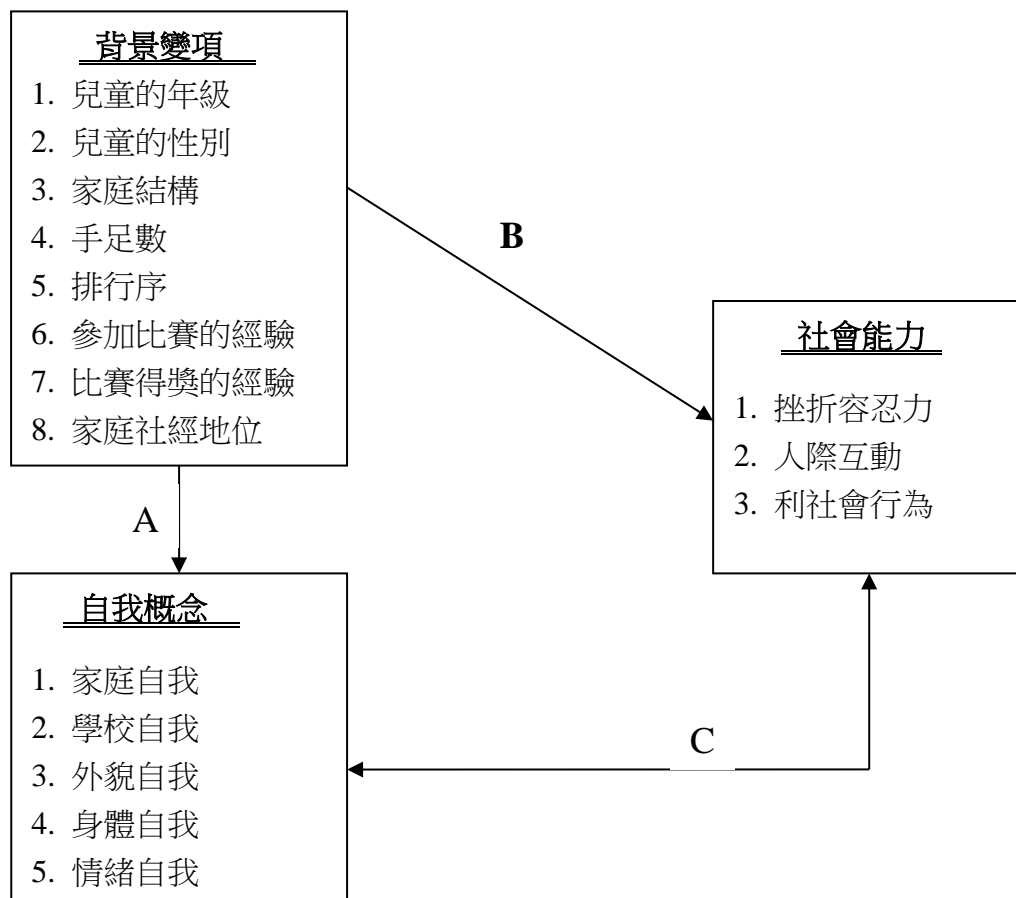 背景變項
1. 兒童的年級
2. 兒童的性別
3. 家庭結構
4. 手足數
5. 排行序
6. 參加比賽的經驗
7. 比賽得獎的經驗
8. 家庭社經地位
B
社會能力
1. 挫折容忍力
2. 人際互動
3. 利社會行為
A
自我概念
1. 家庭自我
2. 學校自我
3. 外貌自我
4. 身體自我
5. 情緒自我
C